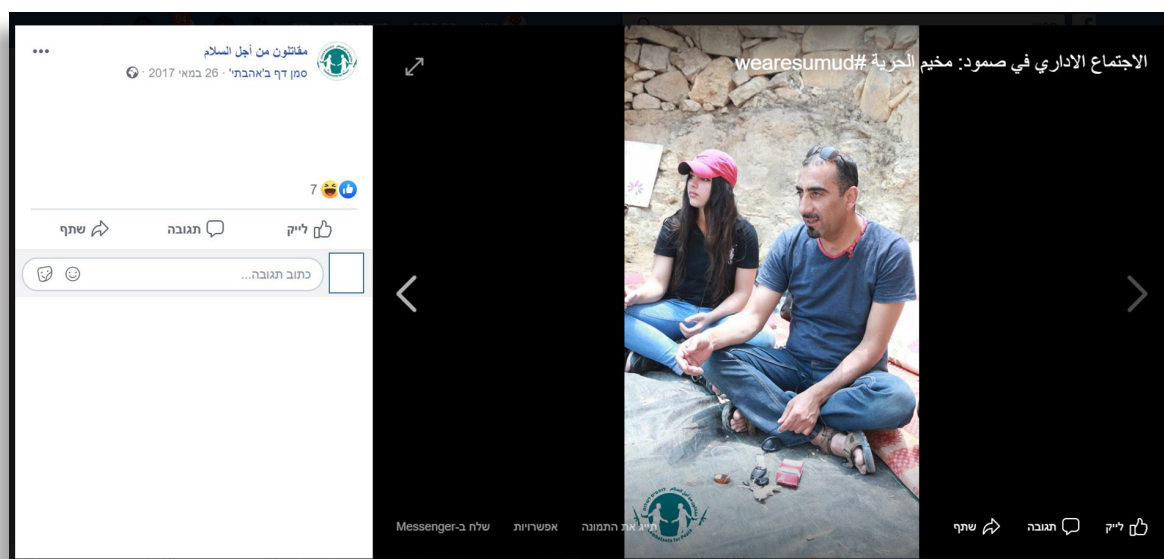 مقاتلون من أجل السلام
סמן דף ב'אהבתי' · 26 במאי 2017
7
לייק
תגובה
שתף
כתוב תגובה...
الاجتماع الاداري في صمود: مخيم الحرية #wearesumud
תייג את התמונה
אפשרויות
שלח ב-Messenger
לייק
תגובה
שתף